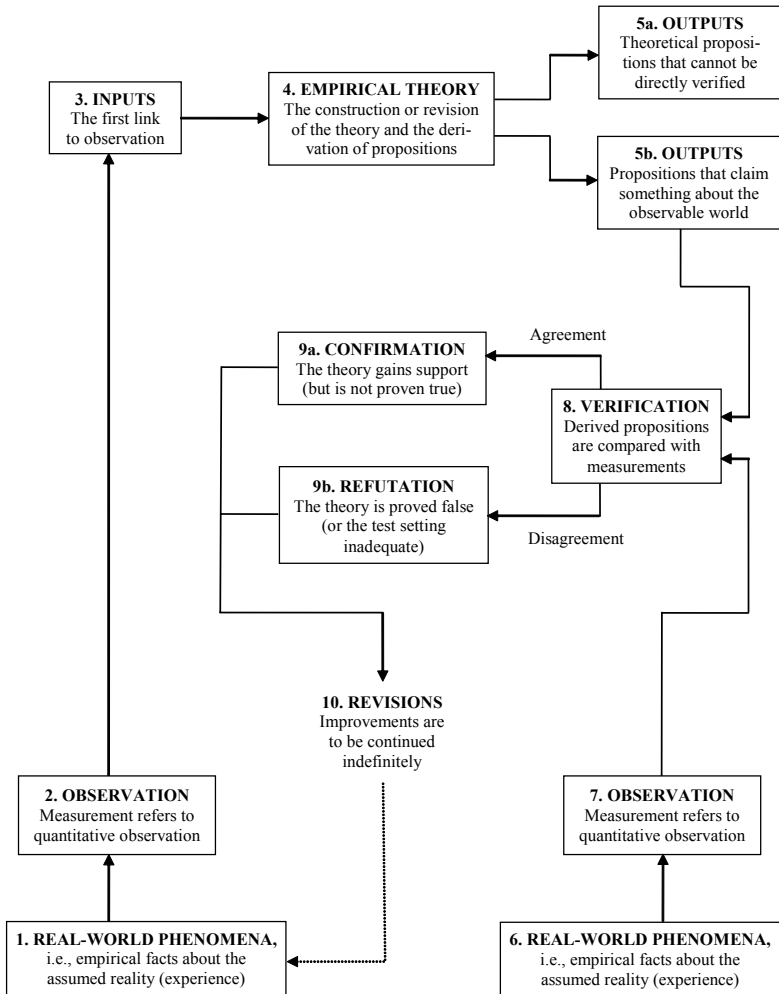 5a. OUTPUTS
Theoretical proposi-
tions that cannot be
directly verified
3. INPUTS
The first link
to observation
4. EMPIRICAL THEORY
The construction or revision
of the theory and the deri-
vation of propositions
5b. OUTPUTS
Propositions that claim
something about the
observable world
Agreement
9a. CONFIRMATION
The theory gains support
(but is not proven true)
8. VERIFICATION
Derived propositions
are compared with
measurements
9b. REFUTATION
The theory is proved false
(or the test setting
inadequate)
Disagreement
10. REVISIONS
Improvements are
to be continued
indefinitely
2. OBSERVATION
Measurement refers to
quantitative observation
7. OBSERVATION
Measurement refers to
quantitative observation
1. REAL-WORLD PHENOMENA,
i.e., empirical facts about the
assumed reality (experience)
6. REAL-WORLD PHENOMENA,
i.e., empirical facts about the
assumed reality (experience)